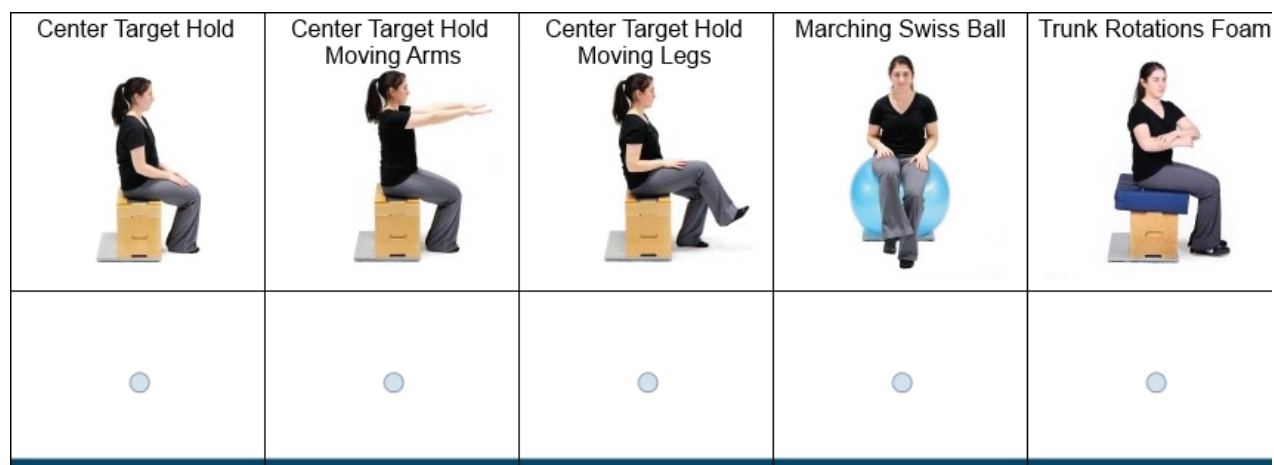 Center Target Hold
Center Target Hold
Moving Arms
Center Target Hold
Moving Legs
Marching Swiss Ball
Trunk Rotations Foam